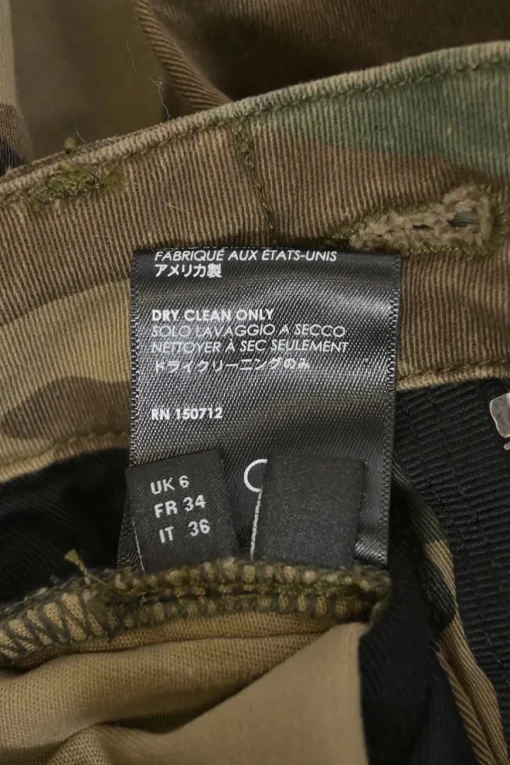 FABRIQUÉ AUX ÉTATS-UNIS
アメリカ製
DRY CLEAN ONLY
SOLO LAVAGGIO A SECCO
NETTOYER À SEC SEULEMENT
ドライクリーニングのみ
RN 150712
UK 6
FR 34
IT 36